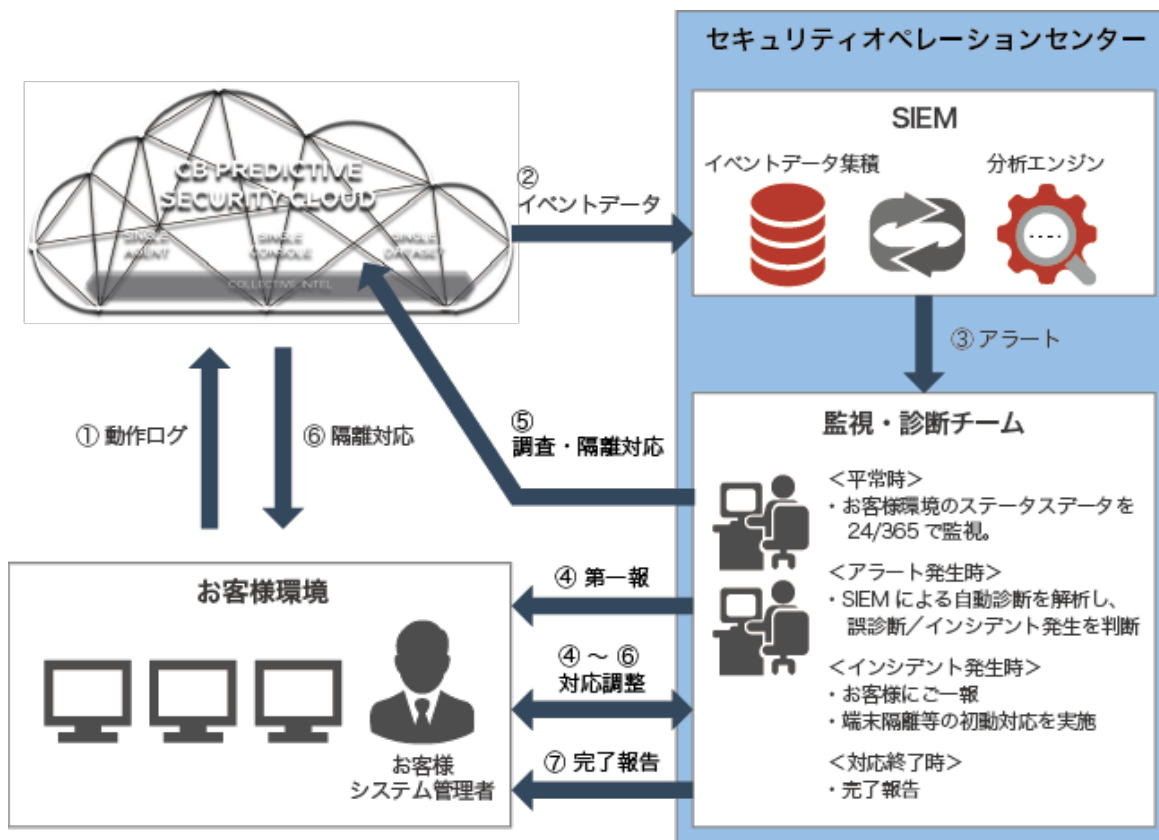 セキュリティオペレーションセンター
SIEM
イベントデータ集積
分析エンジン
CB PREDICTIVE
SECURITY CLOUD
SINGLE
AGENT
SINGLE
CONSOLE
SINGLE
DATASET
COLLECTIVE INTEL
②
イベントデータ
③ アラート
① 動作ログ
⑥ 隔離対応
⑤
調査・隔離対応
監視・診断チーム
＜平常時＞
・お客様環境のステータスデータを
24/365 で監視。
＜アラート発生時＞
・SIEM による自動診断を解析し、
誤診断／インシデント発生を判断
＜インシデント発生時＞
・お客様にご一報
・端末隔離等の初動対応を実施
＜対応終了時＞
・完了報告
④ 第一報
④ ～ ⑥
対応調整
⑦ 完了報告
お客様環境
お客様
システム管理者